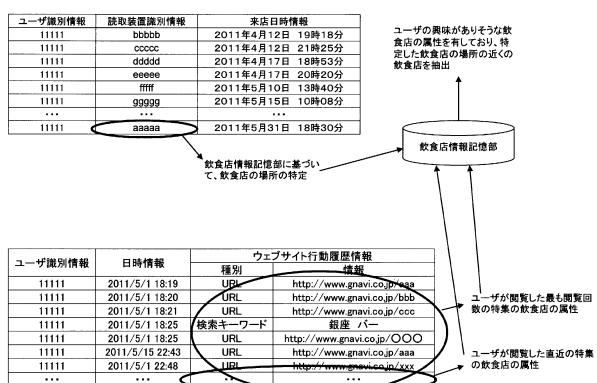 ユーザ識別情報 読取装置識別情報 来店日時情報
11111 bbbbb 2011年4月12日 19時18分
11111 ccccc 2011年4月12日 21時25分
11111 ddddd 2011年4月17日 18時53分
11111 eeeee 2011年4月17日 20時20分
11111 fffff 2011年5月10日 13時40分
11111 ggggg 2011年5月15日 10時08分
・・・ ・・・ ・・・
11111 aaaaa 2011年5月31日 18時30分
ユーザの興味がありそうな飲
食店の属性を有しており、特
定した飲食店の場所の近くの
飲食店を抽出
飲食店情報記憶部
飲食店情報記憶部に基づい
て、飲食店の場所の特定
ユーザ識別情報 日時情報 ウェブサイト行動履歴情報
種別 情報
11111 2011/5/1 18:19 URL http://www.gnavi.co.jp/aaa
11111 2011/5/1 18:20 URL http://www.gnavi.co.jp/bbb
11111 2011/5/1 18:21 URL http://www.gnavi.co.jp/ccc
11111 2011/5/1 18:25 検索キーワード 銀座 バー
11111 2011/5/1 18:25 URL http://www.gnavi.co.jp/〇〇〇
11111 2011/5/15 22:43 URL http://www.gnavi.co.jp/aaa
11111 2011/5/1 22:48 URL http://www.gnavi.co.jp/xxx
・・・ ・・・ ・・・ ・・・
ユーザが閲覧した最も閲覧回
数の特集の飲食店の属性
ユーザが閲覧した直近の特集
の飲食店の属性